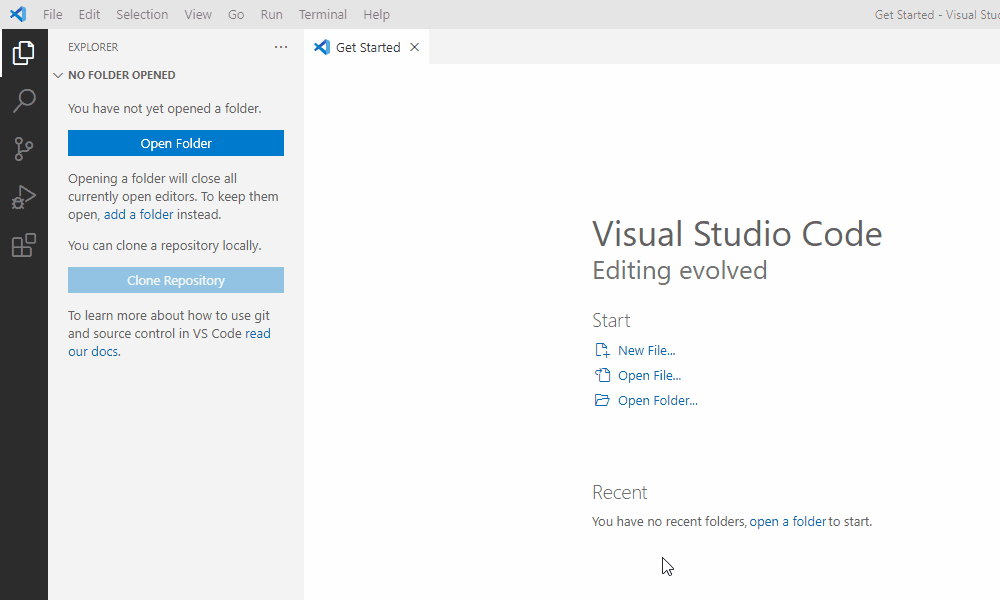 File Edit Selection View Go Run Terminal Help
Get Started - Visual Stu
EXPLORER
Get Started
NO FOLDER OPENED
You have not yet opened a folder.
Open Folder
Opening a folder will close all
currently open editors. To keep them
open, add a folder instead.
You can clone a repository locally.
Clone Repository
To learn more about how to use git
and source control in VS Code read
our docs.
Visual Studio Code
Editing evolved
Start
New File...
Open File...
Open Folder...
Recent
You have no recent folders, open a folder to start.